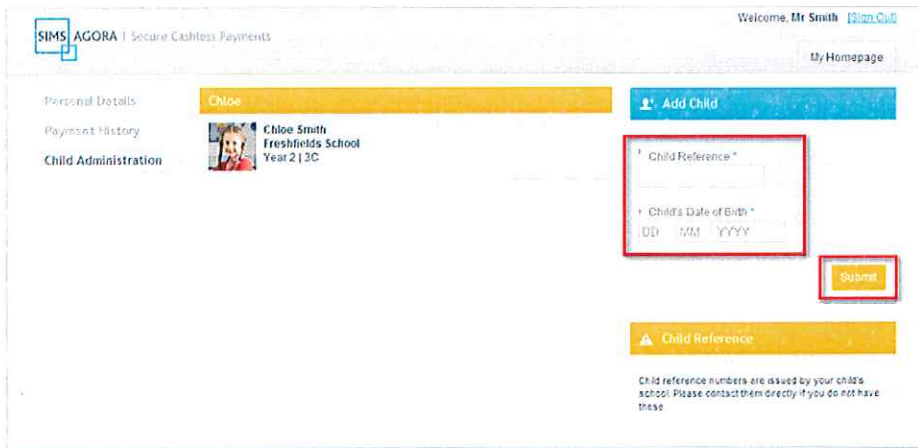 Welcome, Mr Smith [Sign Out]
SIMS AGORA | Secure Cashless Payments
My Homepage
Personal Details
Payment History
Child Administration
Chloe
Chloe Smith
Freshfields School
Year 2 | 3C
Add Child
Child Reference *
Child's Date of Birth *
DD MM YYYY
Submit
Child Reference
Child reference numbers are issued by your child's
school. Please contact them directly if you do not have
these